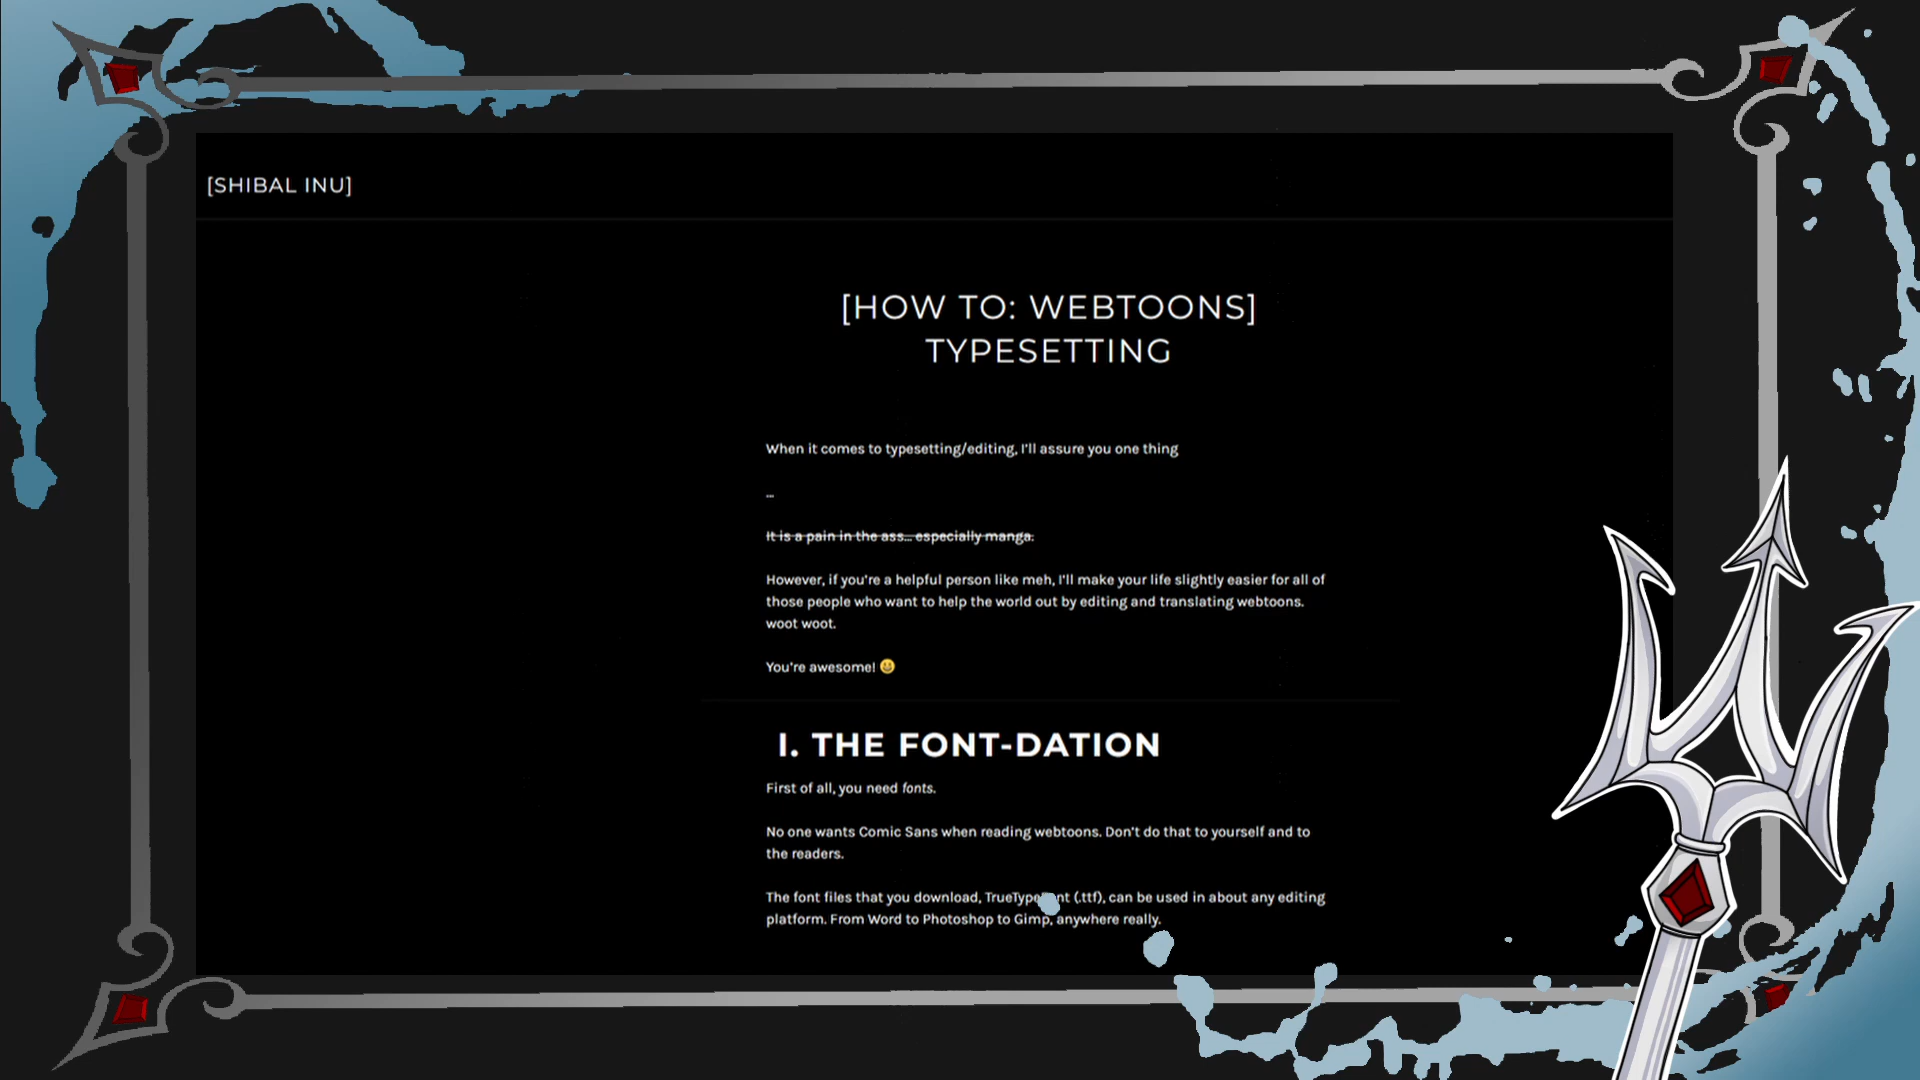 [SHIBAL INU]
[HOW TO: WEBTOONS]
TYPESETTING
When it comes to typesetting/editing, I'll assure you one thing
...
It is a pain in the ass... especially manga.
However, if you're a helpful person like meh, I'll make your life slightly easier for all of
those people who want to help the world out by editing and translating webtoons.
woot woot.
You're awesome! 😀
I. THE FONT-DATION
First of all, you need fonts.
No one wants Comic Sans when reading webtoons. Don't do that to yourself and to
the readers.
The font files that you download, (.ttf), can be used in about any editing
platform. From Word to Photoshop to Gimp, anywhere really.